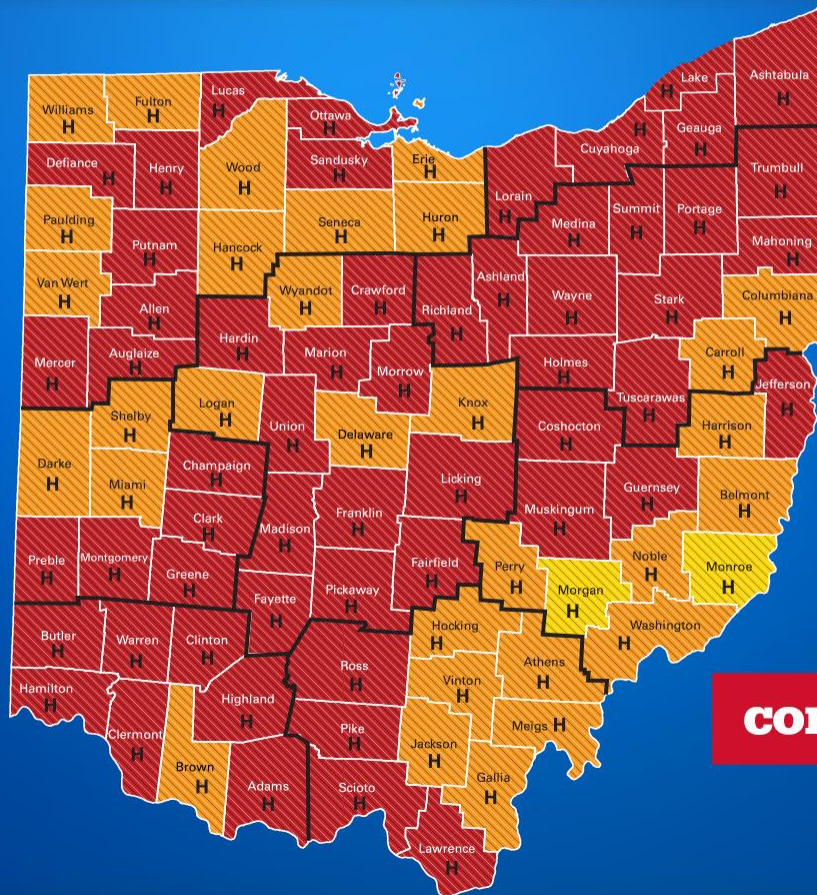 Lake
H
Ashtabula
H
Lucas
H
Williams
H
Fulton
H
Ottawa
H
Cuyahoga
H
Geauga
H
Defiance
H
Henry
H
Wood
H
Sandusky
H
Erie
H
Lorain
H
Medina
H
Summit
H
Portage
H
Trumbull
H
Paulding
H
Putnam
H
Hancock
H
Seneca
H
Huron
H
Mahoning
H
Van Wert
H
Allen
H
Wyandot
H
Crawford
H
Richland
H
Ashland
H
Wayne
H
Stark
H
Columbiana
H
Mercer
H
Auglaize
H
Hardin
H
Marion
H
Morrow
H
Holmes
H
Carroll
H
Tuscarawas
H
Jefferson
H
Shelby
H
Logan
H
Union
H
Delaware
H
Knox
H
Coshocton
H
Harrison
H
Darke
H
Miami
H
Champaign
H
Licking
H
Muskingum
H
Guernsey
H
Belmont
H
Clark
H
Madison
H
Franklin
H
Preble
H
Montgomery
H
Greene
H
Fayette
H
Pickaway
H
Fairfield
H
Perry
H
Morgan
H
Noble
H
Monroe
H
Butler
H
Warren
H
Clinton
H
Ross
H
Hocking
H
Athens
H
Washington
H
Hamilton
H
Clermont
H
Highland
H
Vinton
H
Pike
H
Jackson
H
Meigs H
Brown
H
Adams
H
Scioto
H
Gallia
H
Lawrence
H